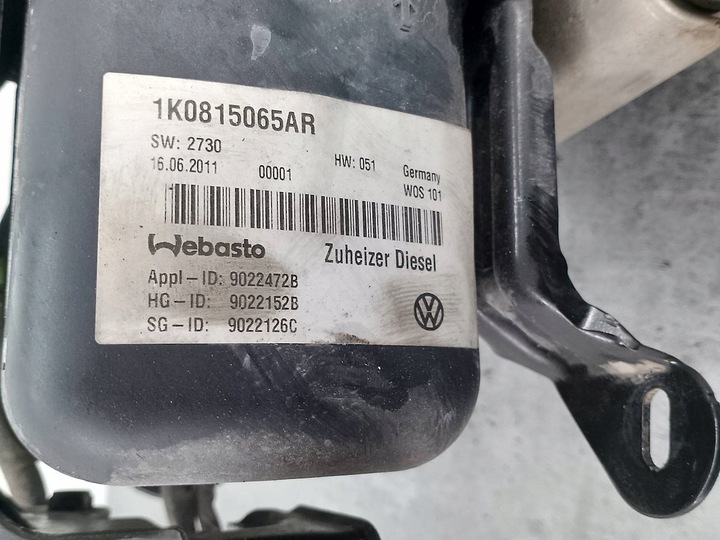 1K0815065AR
SW: 2730
16.06.2011 00001 HW: 051 Germany
WOS 101
Webasto Zuheizer Diesel
Appl-ID: 9022472B
HG-ID: 9022152B
SG-ID: 9022126C
VW